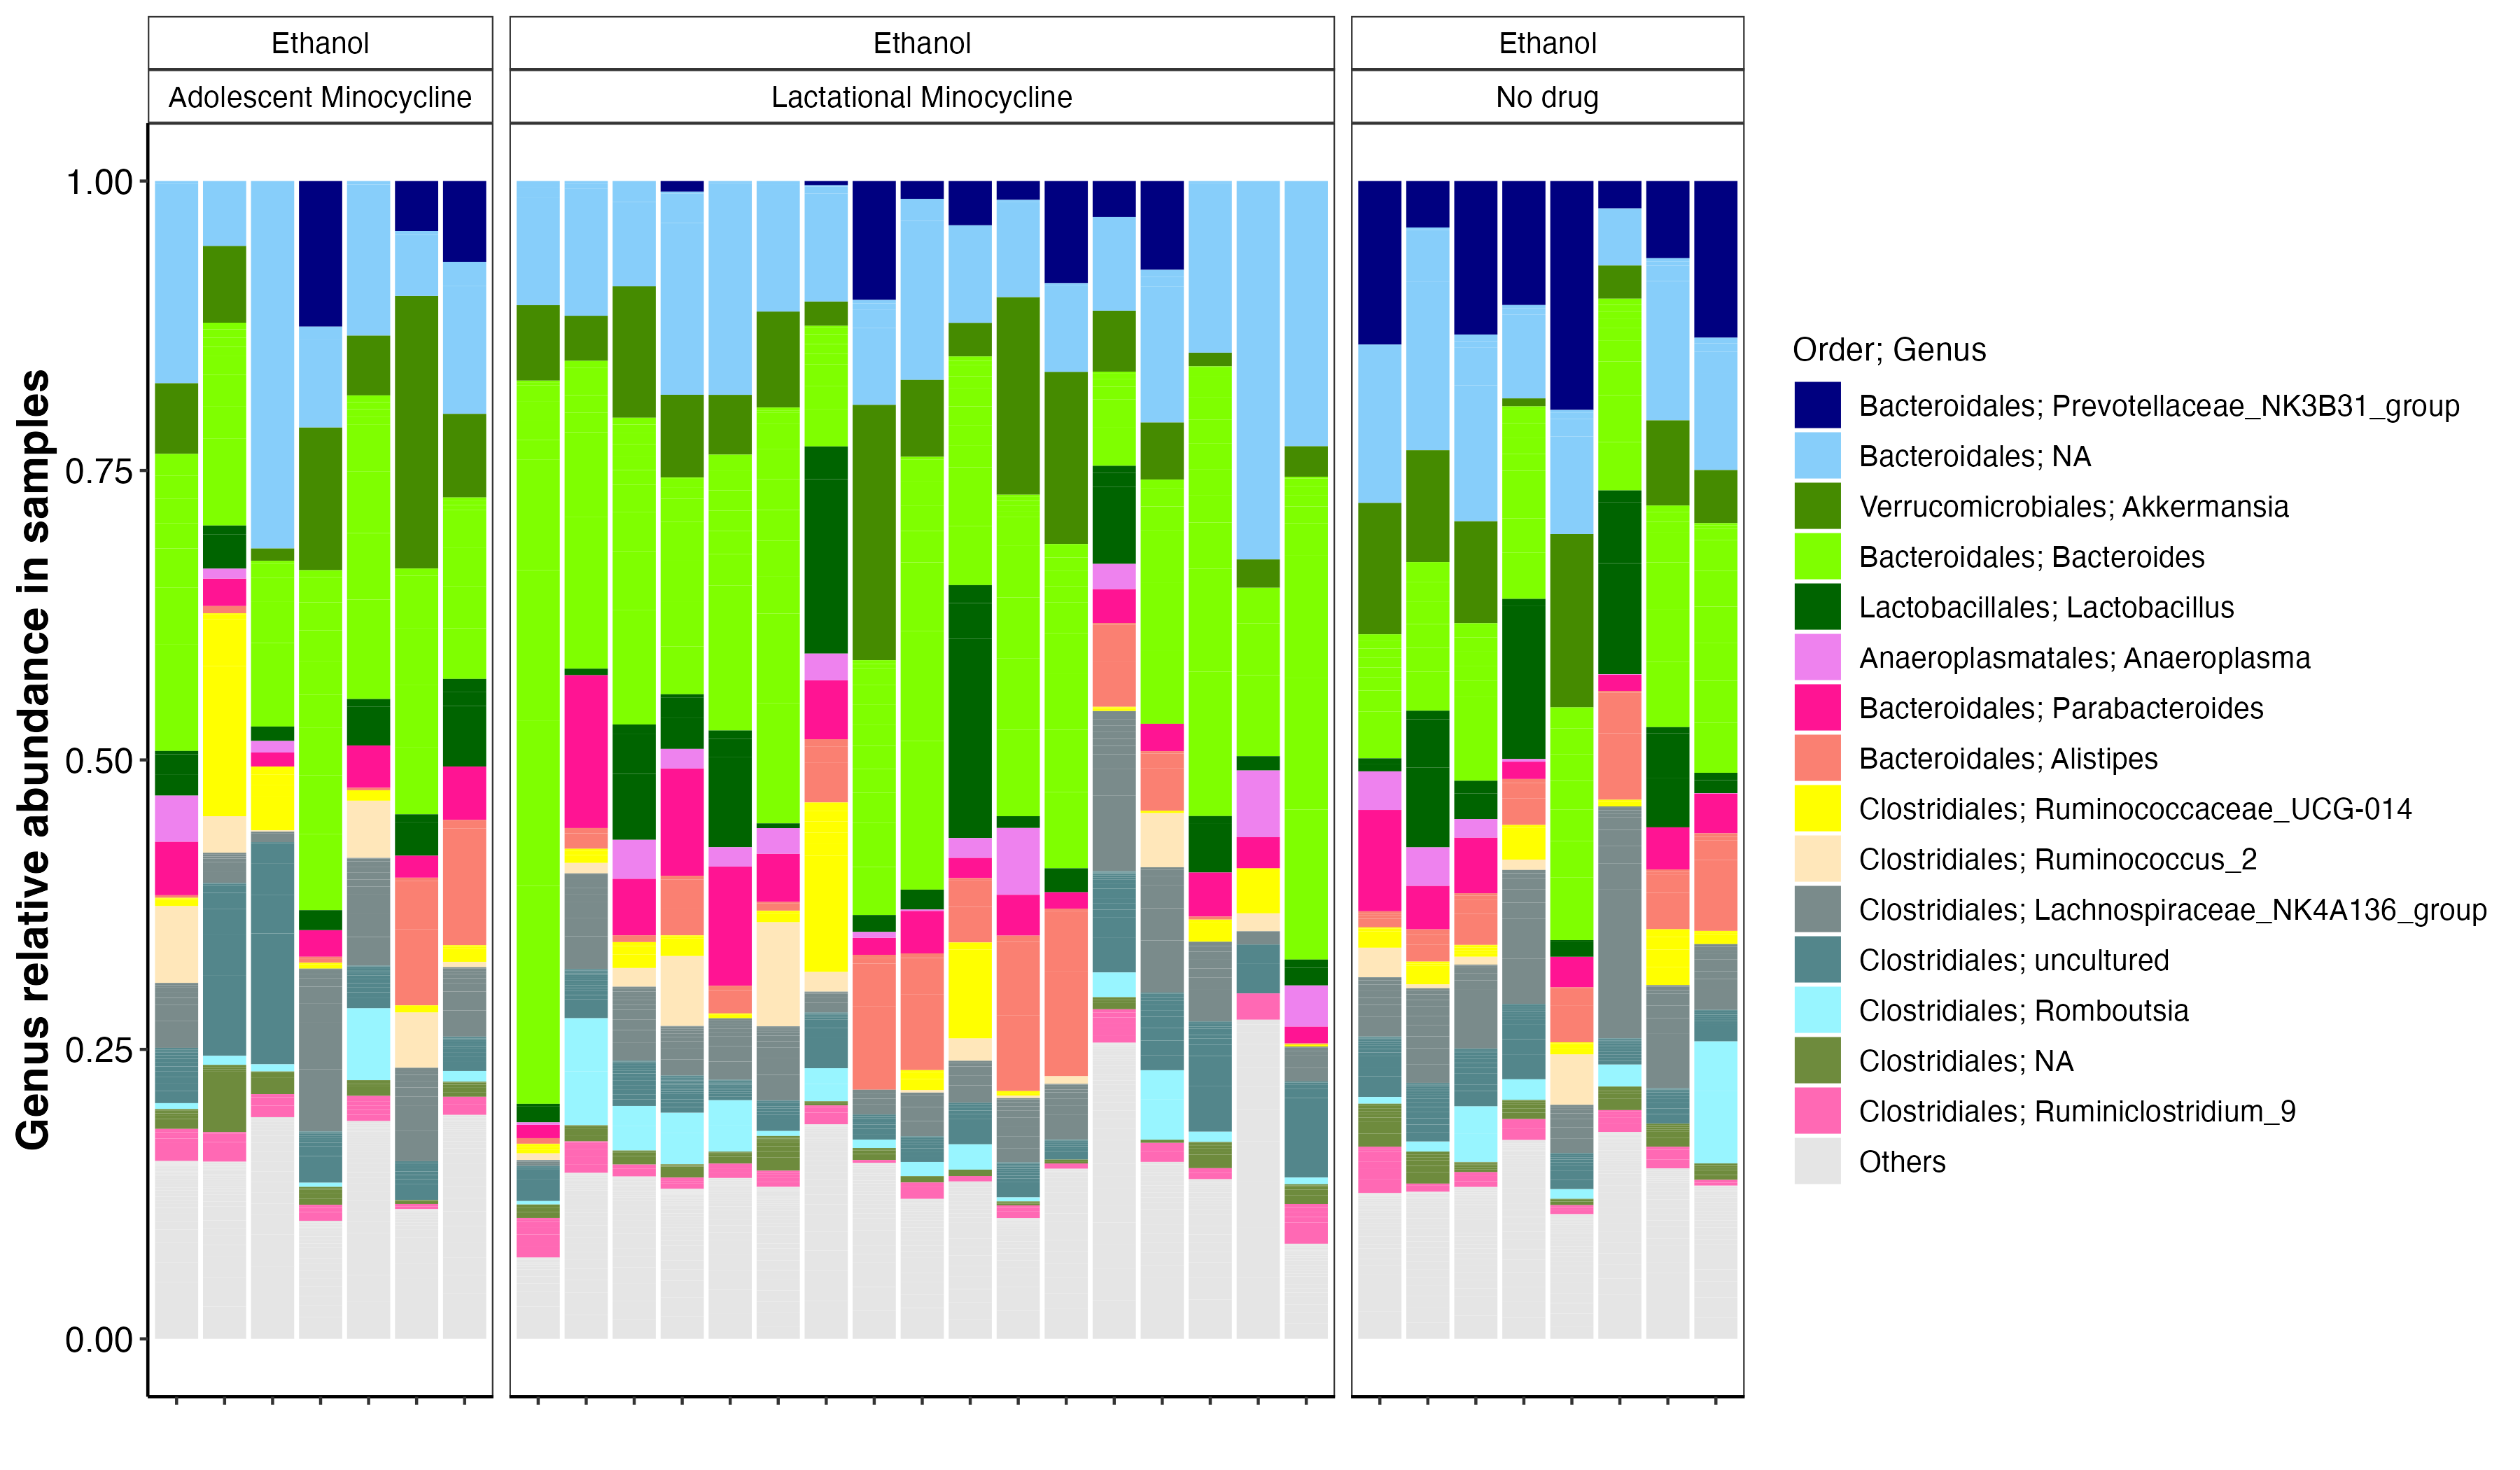 Ethanol
Ethanol
Ethanol
Adolescent Minocycline
Lactational Minocycline
No drug
Genus relative abundance in samples
1.00
0.75
0.50
0.25
0.00
Order; Genus
Bacteroidales; Prevotellaceae_NK3B31_group
Bacteroidales; NA
Verrucomicrobiales; Akkermansia
Bacteroidales; Bacteroides
Lactobacillales; Lactobacillus
Anaeroplasmatales; Anaeroplasma
Bacteroidales; Parabacteroides
Bacteroidales; Alistipes
Clostridiales; Ruminococcaceae_UCG-014
Clostridiales; Ruminococcus_2
Clostridiales; Lachnospiraceae_NK4A136_group
Clostridiales; uncultured
Clostridiales; Romboutsia
Clostridiales; NA
Clostridiales; Ruminiclostridium_9
Others